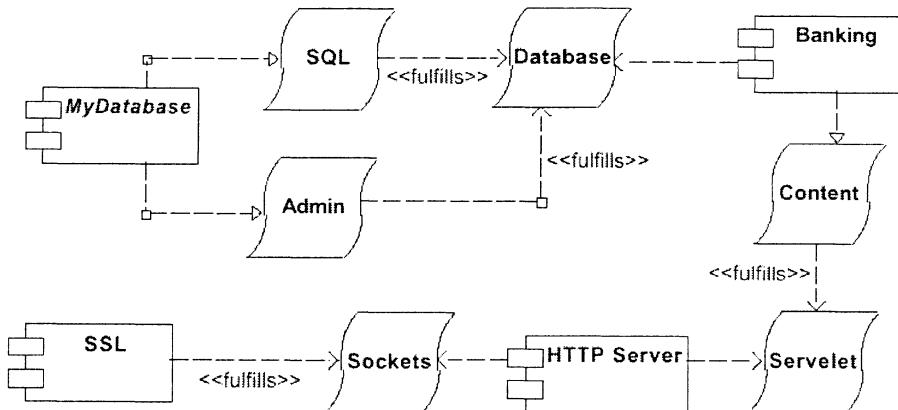 SQL
<<fulfills>>
Database
Banking
MyDatabase
<<fulfills>>
Admin
Content
<<fulfills>>
SSL
<<fulfills>>
Sockets
HTTP Server
Servelet